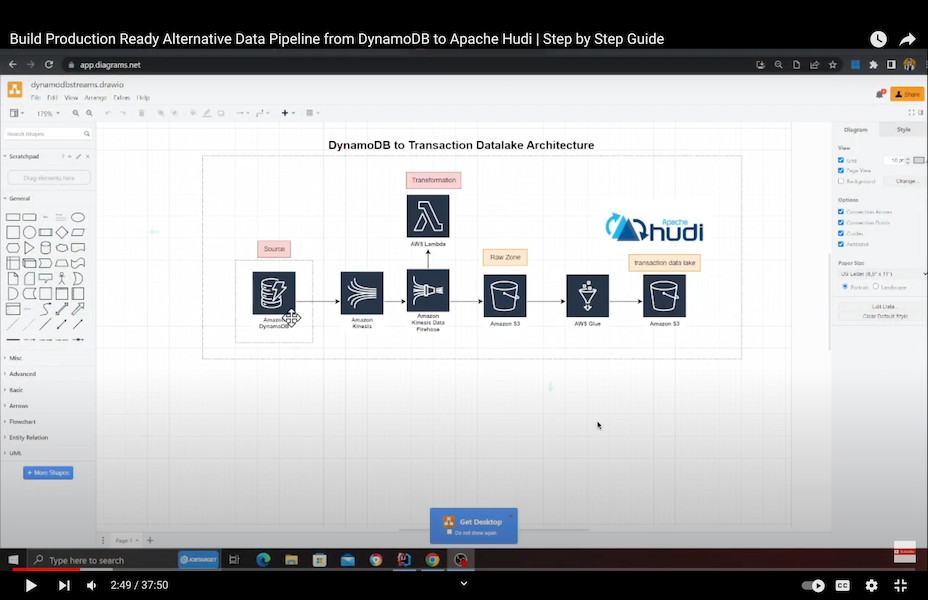 Build Production Ready Alternative Data Pipeline from DynamoDB to Apache Hudi | Step by Step Guide
app.diagrams.net
dynamodbstreams.drawio
File Edit View Arrange Extras Help
Share
175%
Search Shapes
Scratchpad
Drag elements here
General
Misc
Advanced
Basic
Arrows
Flowchart
Entity Relation
UML
+ More Shapes
DynamoDB to Transaction Datalake Architecture
Transformation
AWS Lambda
Apache
hudi
Source
Raw Zone
transaction data lake
Amazon
DynamoDB
Amazon
Kinesis
Amazon
Kinesis Data
Firehose
Amazon S3
AWS Glue
Amazon S3
Diagram Style
View
Grid
Page View
Background
Change...
Options
Connection Arrows
Connection Points
Guides
Autosave
Paper Size
US-Letter (8,5" x 11")
Portrait Landscape
Edit Data...
Clear Default Style
Get Desktop
Do not show again
Page-1
Type here to search
JOBTARGET
2:49 / 37:50
CC